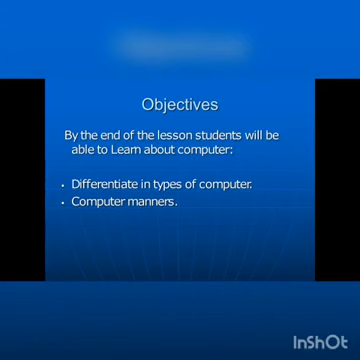 Objectives
By the end of the lesson students will be
able to Learn about computer:
• Differentiate in types of computer.
• Computer manners.
InShOt